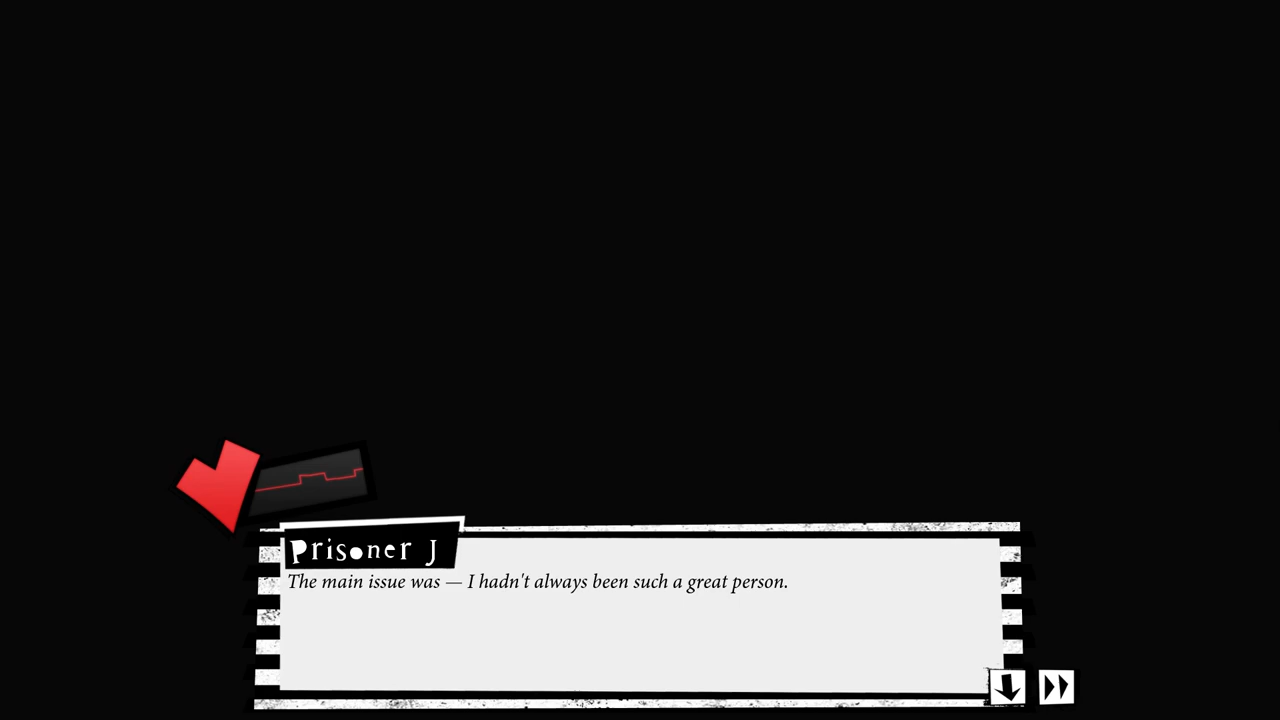 Prisoner J
The main issue was — I hadn't always been such a great person.